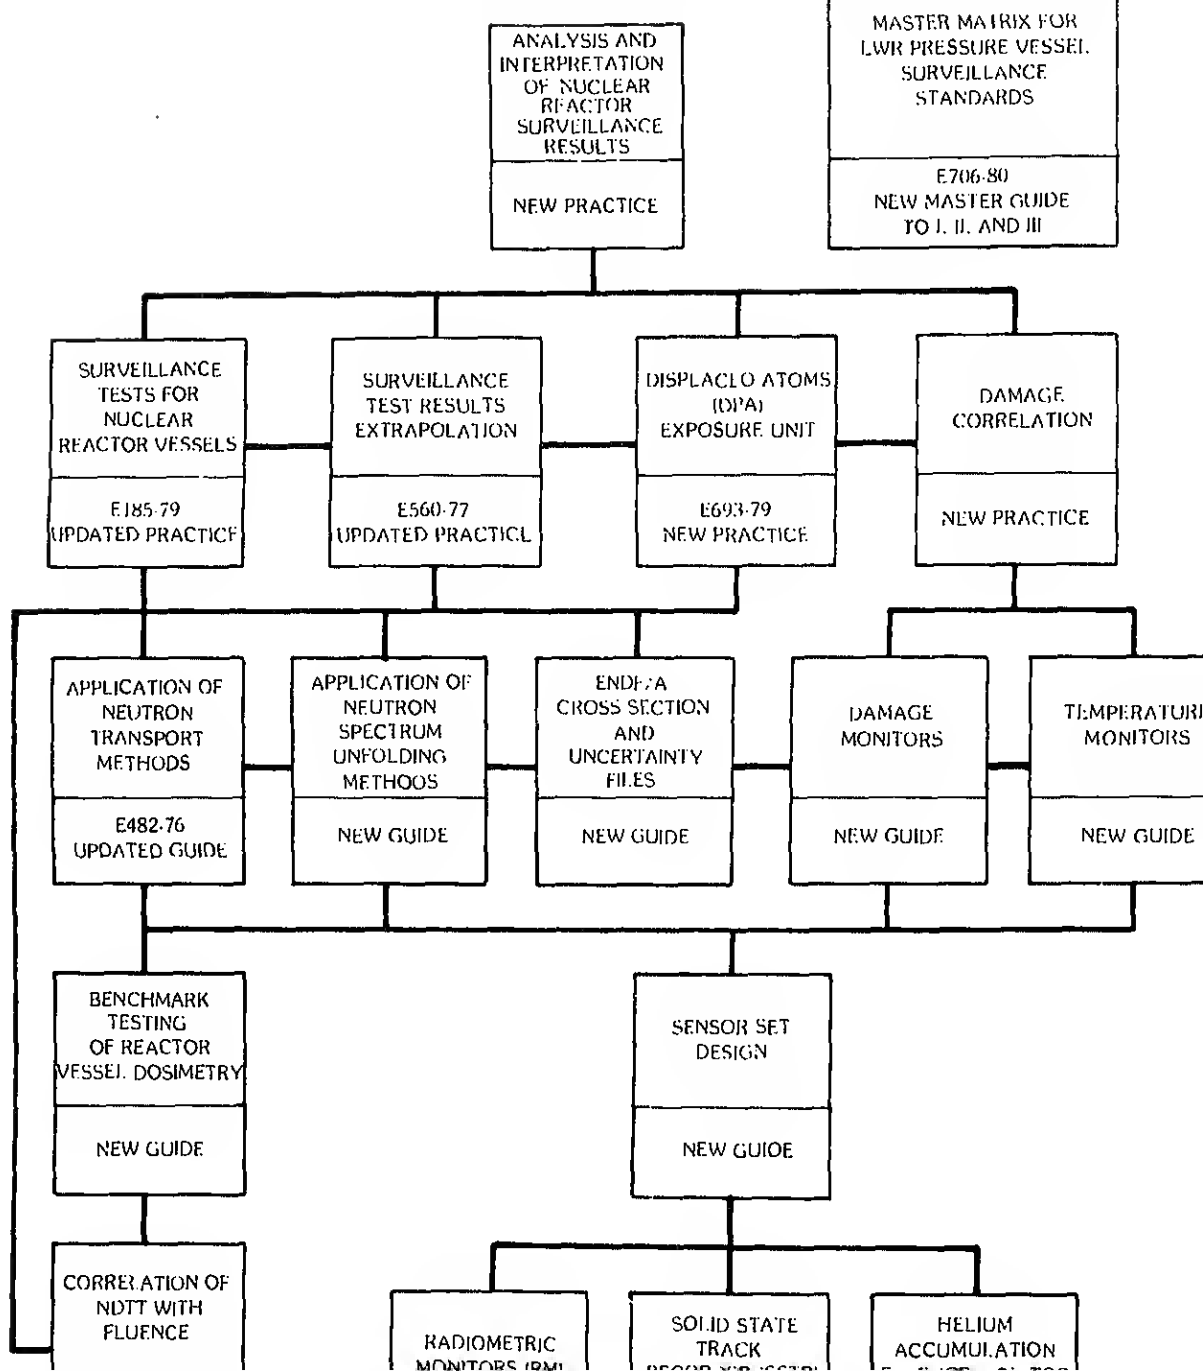 ANALYSIS AND
INTERPRETATION
OF NUCLEAR
REACTOR
SURVEILLANCE
RESULTS
NEW PRACTICE
MASTER MATRIX FOR
LWR PRESSURE VESSEL
SURVEILLANCE
STANDARDS
E706-80
NEW MASTER GUIDE
TO I, II, AND III
SURVEILLANCE
TESTS FOR
NUCLEAR
REACTOR VESSELS
E185-79
UPDATED PRACTICE
SURVEILLANCE
TEST RESULTS
EXTRAPOLATION
E560-77
UPDATED PRACTICE
DISPLACED ATOMS
(DPA)
EXPOSURE UNIT
E693-79
NEW PRACTICE
DAMAGE
CORRELATION
NEW PRACTICE
APPLICATION OF
NEUTRON
TRANSPORT
METHODS
E482-76
UPDATED GUIDE
APPLICATION OF
NEUTRON
SPECTRUM
UNFOLDING
METHODS
NEW GUIDE
ENDF/A
CROSS SECTION
AND
UNCERTAINTY
FILES
NEW GUIDE
DAMAGE
MONITORS
NEW GUIDE
TEMPERATURE
MONITORS
NEW GUIDE
BENCHMARK
TESTING
OF REACTOR
VESSEL DOSIMETRY
NEW GUIDE
SENSOR SET
DESIGN
NEW GUIDE
CORRELATION OF
NDTT WITH
FLUENCE
RADIOMETRIC
MONITORS (RM)
SOLID STATE
TRACK
HELIUM
ACCUMULATION